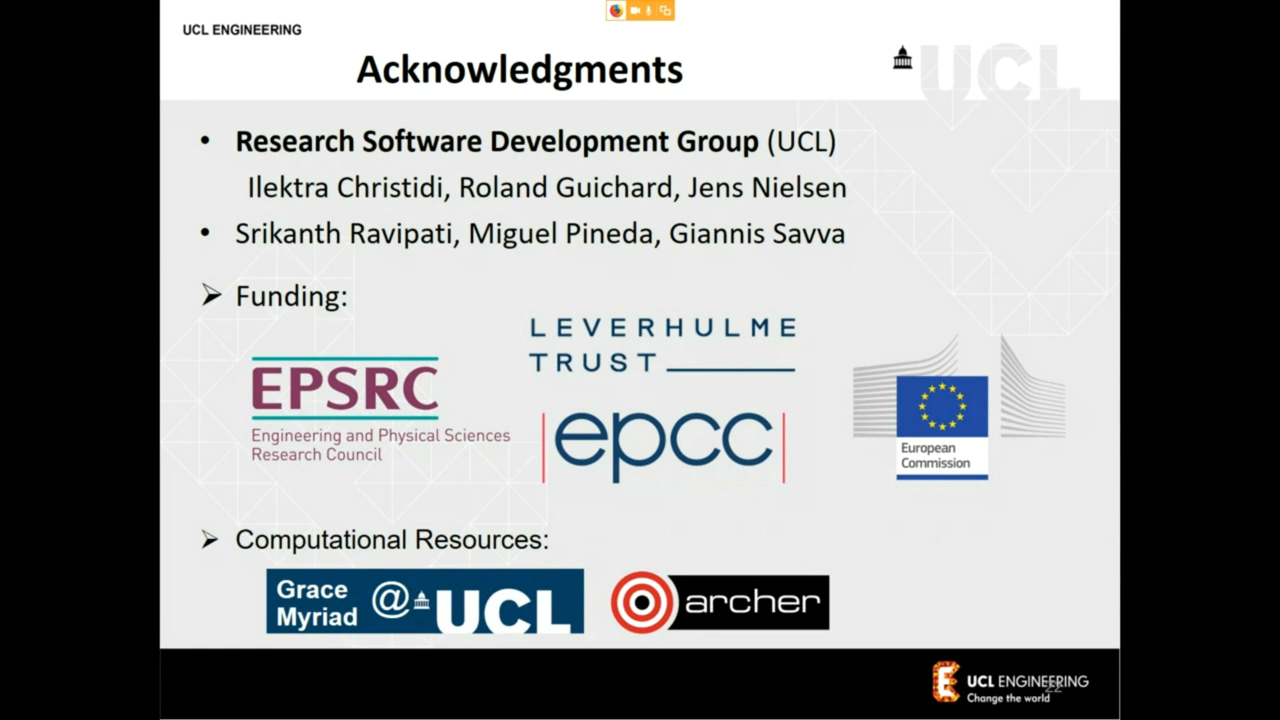 UCL ENGINEERING
Acknowledgments
UCL
• Research Software Development Group (UCL)
Ilektra Christidi, Roland Guichard, Jens Nielsen
• Srikanth Ravipati, Miguel Pineda, Giannis Savva
➢ Funding:
LEVERHULME
TRUST
EPSRC
Engineering and Physical Sciences
Research Council
epcc
European
Commission
➢ Computational Resources:
Grace
Myriad
@UCL
archer
UCL ENGINEERING
Change the world
22